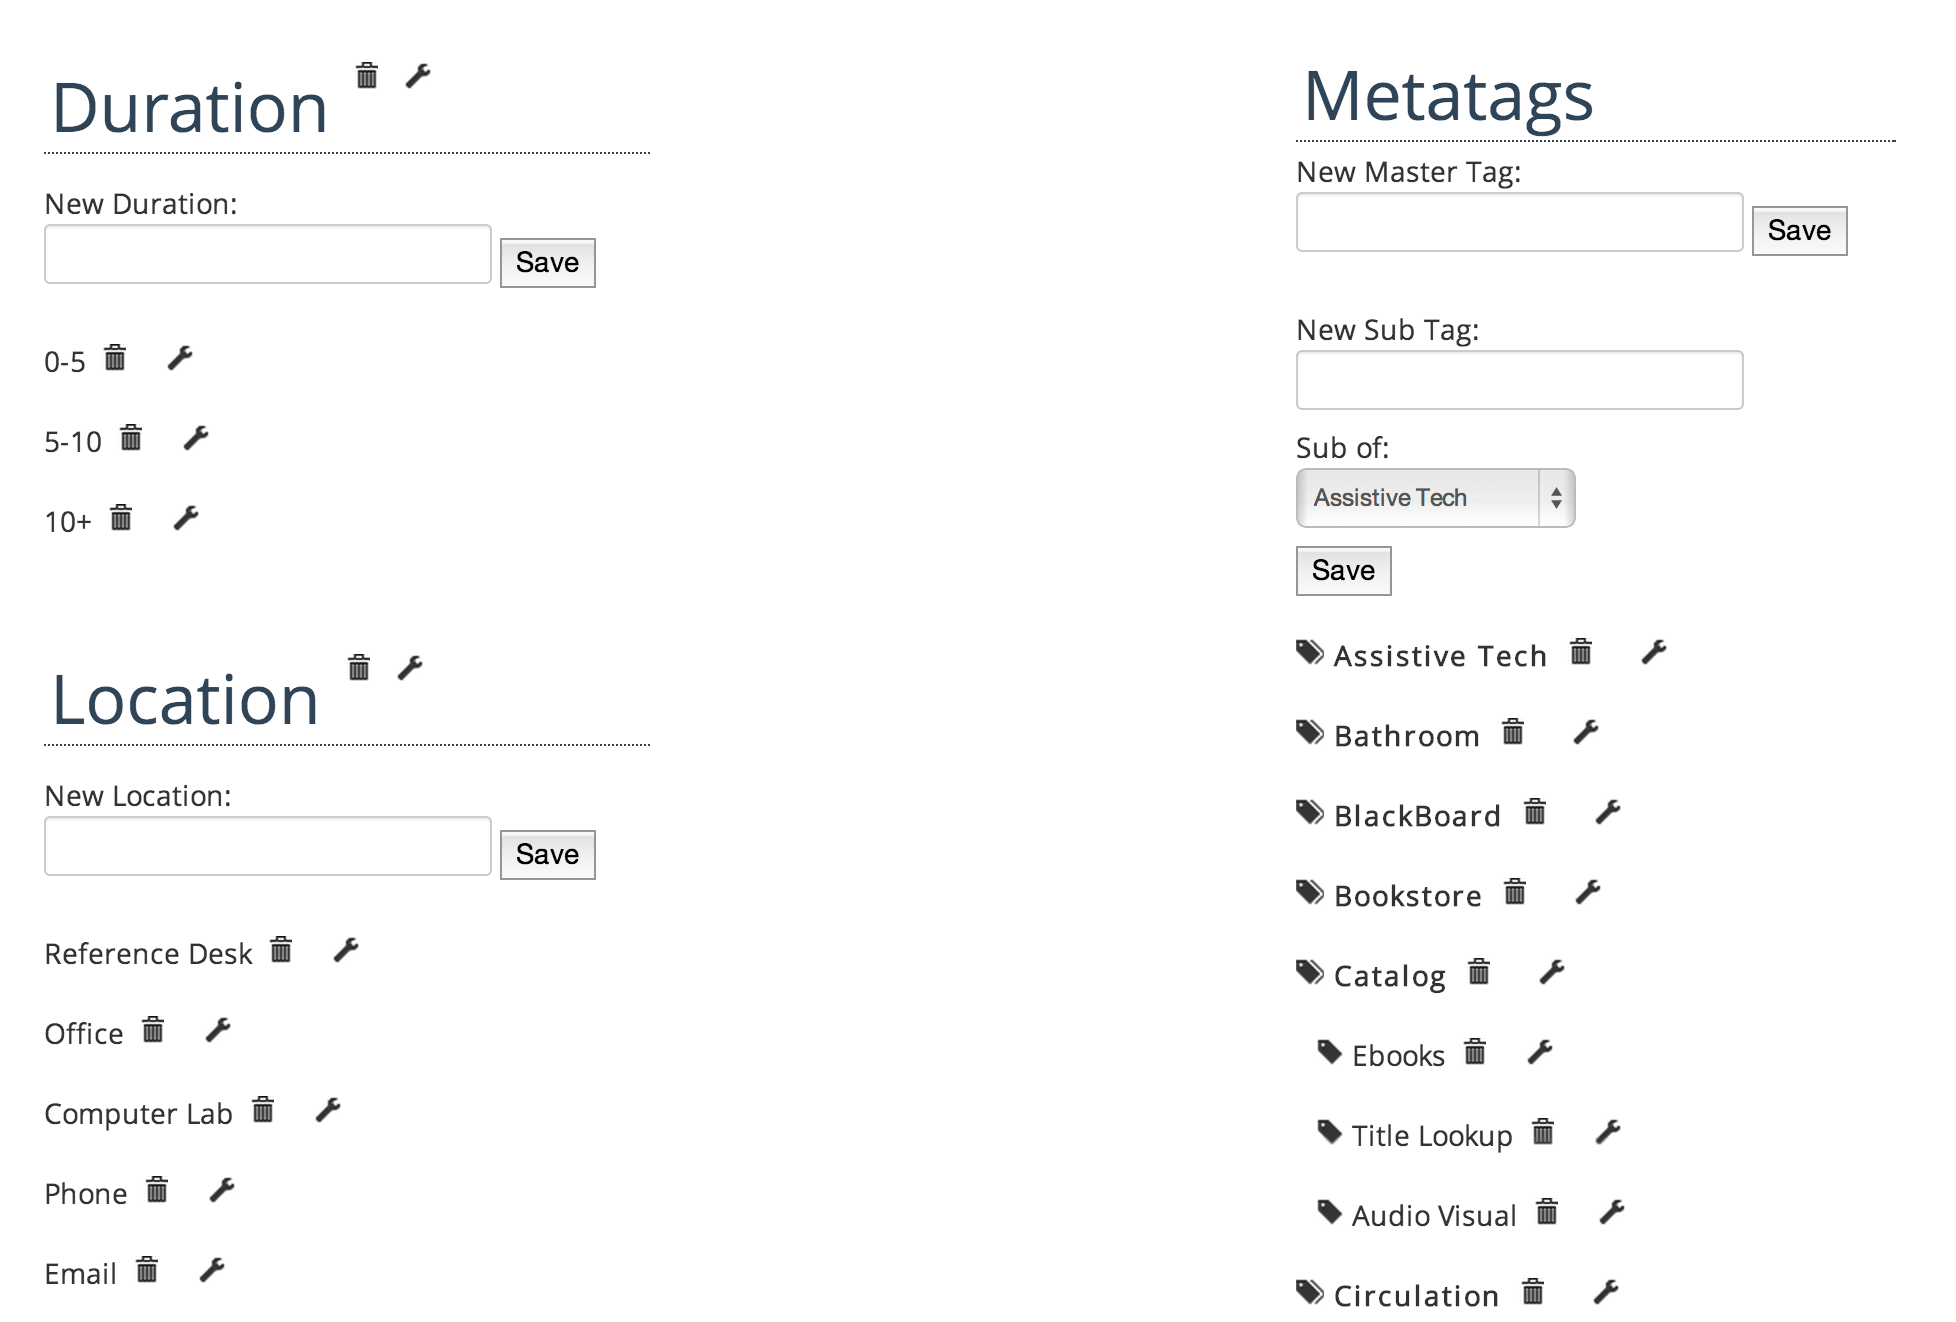 Duration
New Duration:
Save
0-5
5-10
10+
Location
New Location:
Save
Reference Desk
Office
Computer Lab
Phone
Email
Metatags
New Master Tag:
Save
New Sub Tag:
Sub of:
Assistive Tech
Save
Assistive Tech
Bathroom
BlackBoard
Bookstore
Catalog
Ebooks
Title Lookup
Audio Visual
Circulation